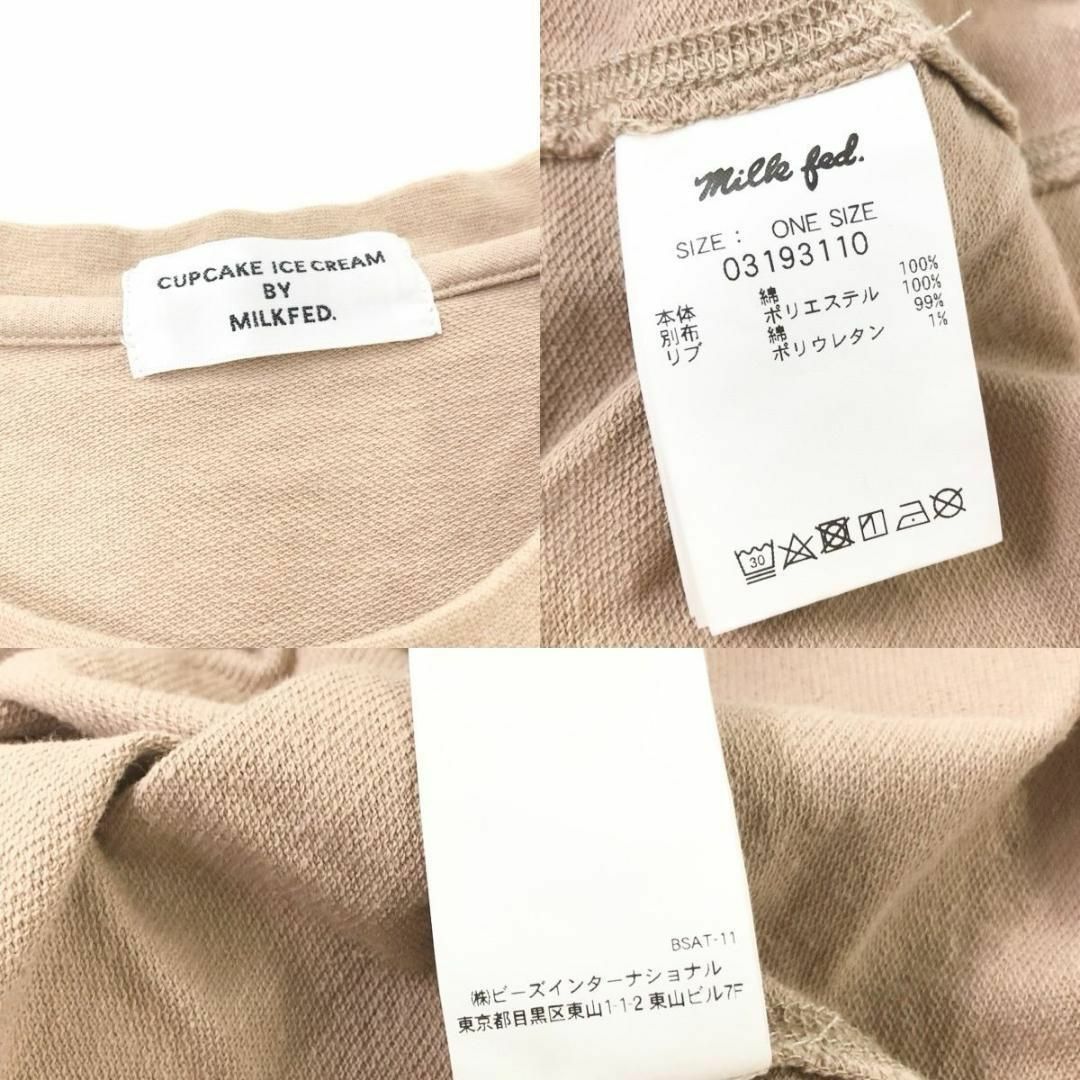 CUPCAKE ICE CREAM
BY
MILKFED.
Milk fed.
SIZE : ONE SIZE
03193110
本体 綿 100%
別布 ポリエステル 100%
リブ 綿 99%
ポリウレタン 1%
30
BSAT-11
㈱ビーズインターナショナル
東京都目黒区東山1-1-2 東山ビル7F